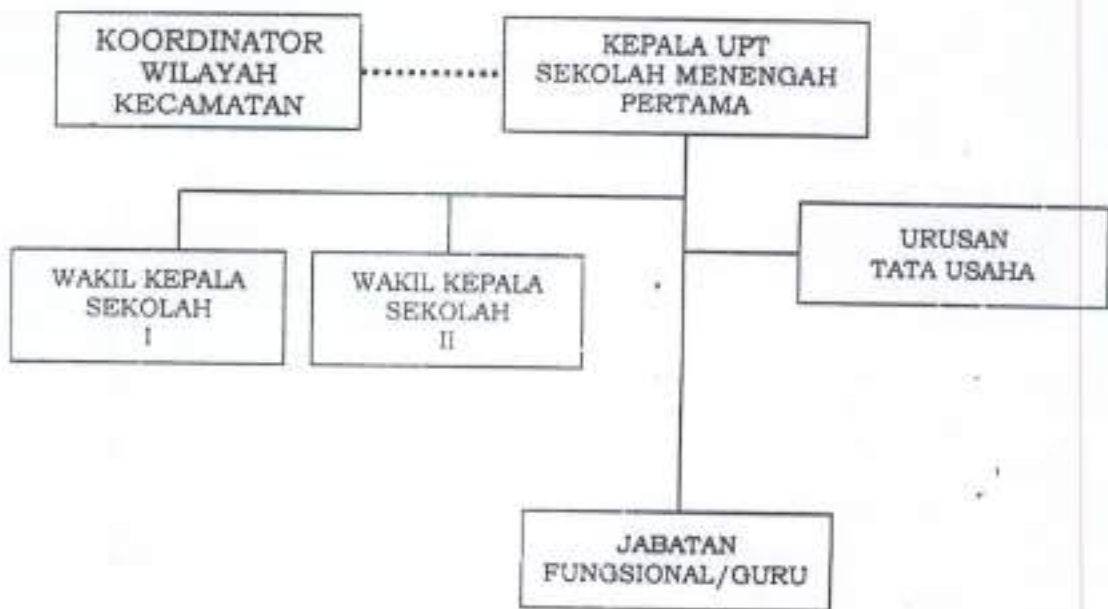 KOORDINATOR
WILAYAH
KECAMATAN
KEPALA UPT
SEKOLAH MENENGAH
PERTAMA
URUSAN
TATA USAHA
WAKIL KEPALA
SEKOLAH
I
WAKIL KEPALA
SEKOLAH
II
JABATAN
FUNGSIONAL/GURU